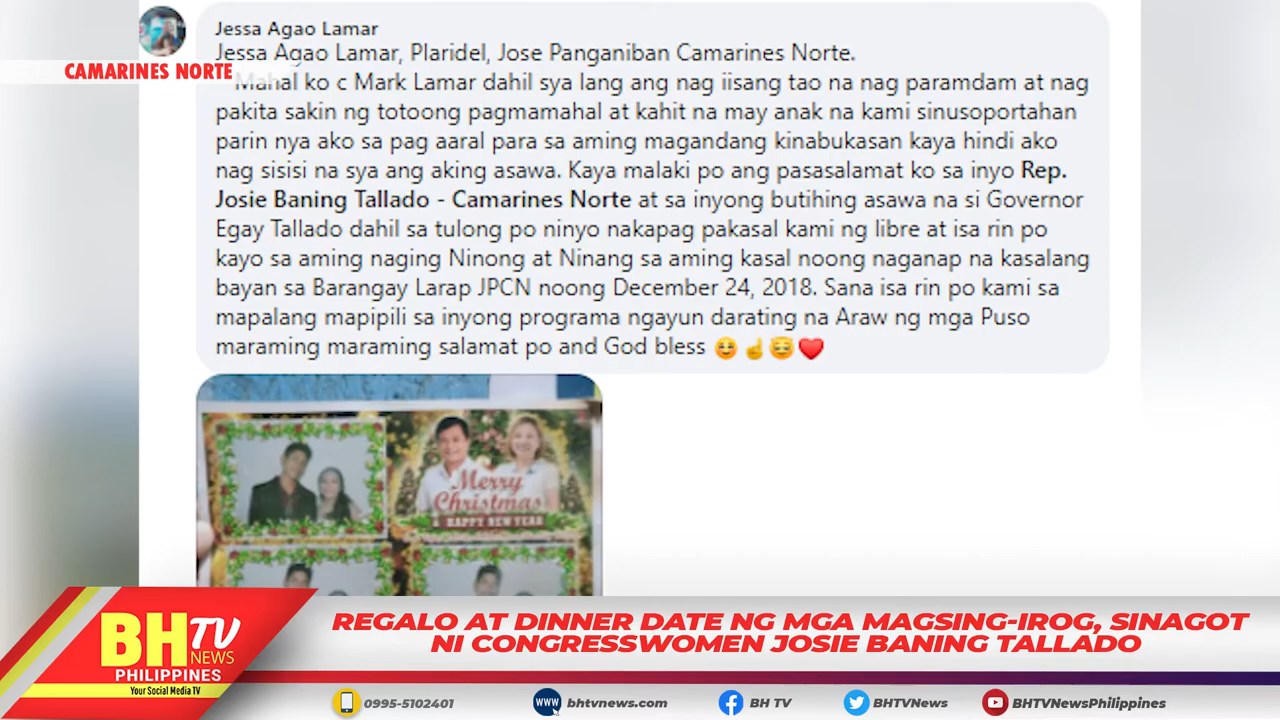 Jessa Agao Lamar
Jessa Agao Lamar, Plaridel, Jose Panganiban Camarines Norte.
CAMARINES NORTE
Mahal ko c Mark Lamar dahil sya lang ang nag iisang tao na nag paramdam at nag
pakita sakin ng totoong pagmamahal at kahit na may anak na kami sinusoportahan
parin nya ako sa pag aaral para sa aming magandang kinabukasan kaya hindi ako
nag sisisi na sya ang aking asawa. Kaya malaki po ang pasasalamat ko sa inyo Rep.
Josie Baning Tallado - Camarines Norte at sa inyong butihing asawa na si Governor
Egay Tallado dahil sa tulong po ninyo nakapag pakasal kami ng libre at isa rin po
kayo sa aming naging Ninong at Ninang sa aming kasal noong naganap na kasalang
bayan sa Barangay Larap JPCN noong December 24, 2018. Sana isa rin po kami sa
mapalang mapipili sa inyong programa ngayun darating na Araw ng mga Puso
maraming maraming salamat po and God bless 😊☝😇❤
Merry
Christmas
& HAPPY NEW YEAR
BHTV
NEWS
PHILIPPINES
Your Social Media TV
REGALO AT DINNER DATE NG MGA MAGSING-IROG, SINAGOT
NI CONGRESSWOMEN JOSIE BANING TALLADO
0995-5102401
www bhtvnews.com
BH TV
BHTVNews
BHTVNewsPhilippines